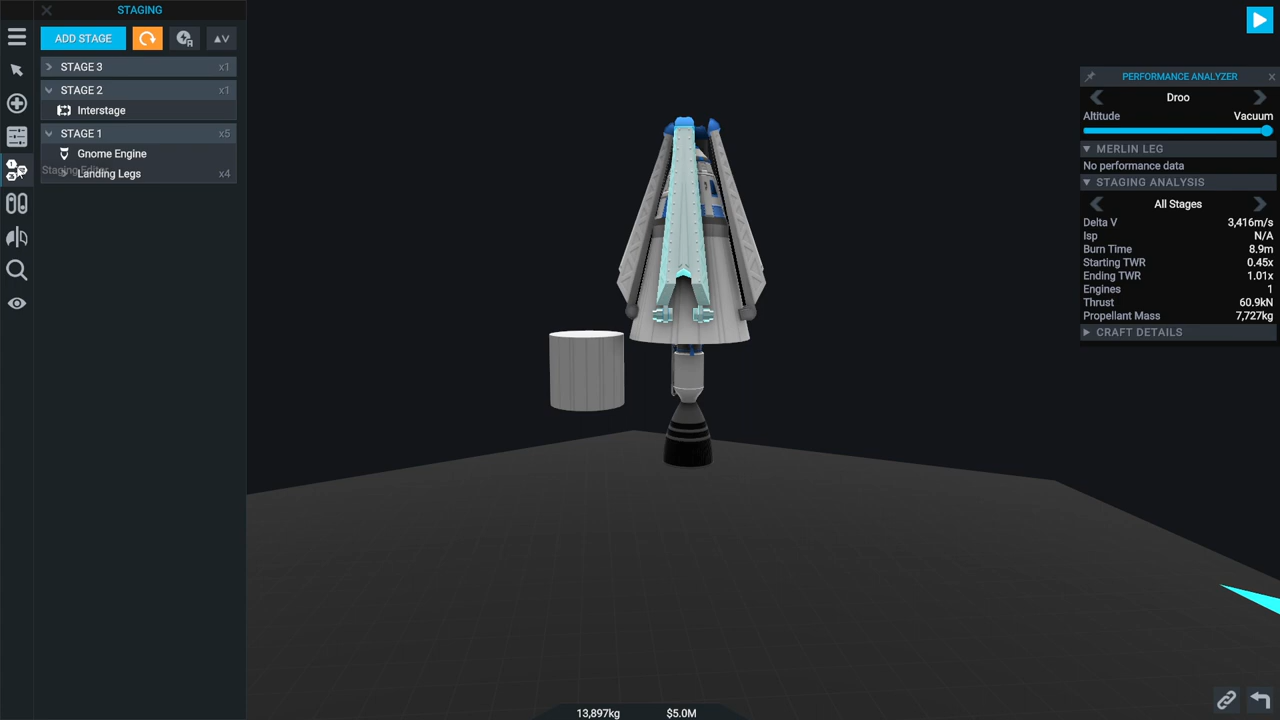 STAGING
ADD STAGE
STAGE 3 x1
STAGE 2 x1
Interstage
STAGE 1 x5
Gnome Engine
Staging Editor
Landing Legs x4
PERFORMANCE ANALYZER
Droo
Altitude Vacuum
MERLIN LEG
No performance data
STAGING ANALYSIS
All Stages
Delta V 3,416m/s
Isp N/A
Burn Time 8.9m
Starting TWR 0.45x
Ending TWR 1.01x
Engines 1
Thrust 60.9kN
Propellant Mass 7,727kg
CRAFT DETAILS
13,897kg $5.0M